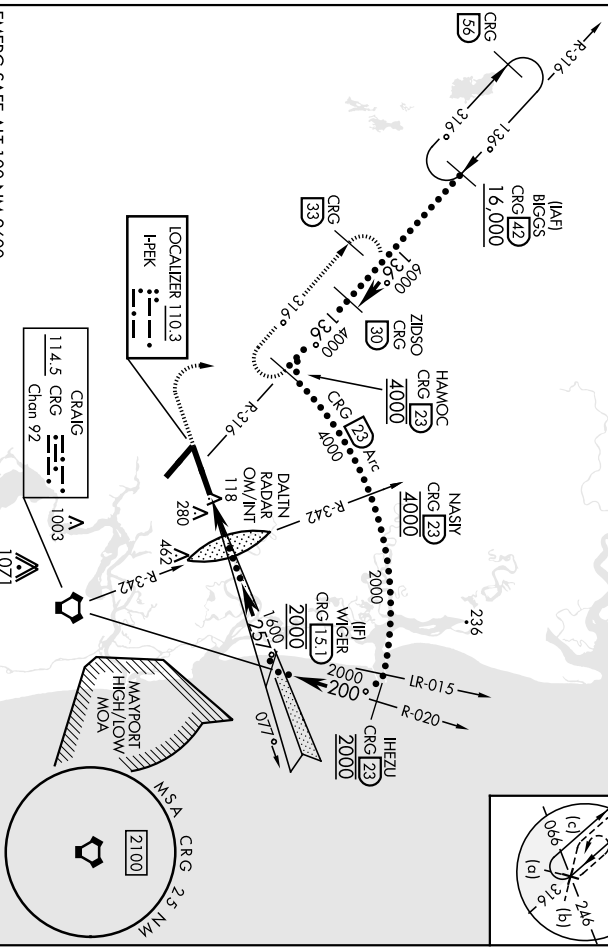 R-316
CRG
56
316°
136°
(IAF)
BIGGS
CRG 42
16,000
CRG
33
6000
136°
316°
4000
136°
ZIDSO
CRG
30
HAMOC
CRG 23
4000
LOCALIZER 110.3
I-PEK
R-316
CRG 23 Arc
4000
NASIY
CRG 23
4000
R-342
2000
236
CRAIG
114.5 CRG
Chan 92
118
280
462
DALTN
RADAR
OM/INT
R-342
1003
1071
1600
257°
(IF)
WIGER
CRG 15.1
2000
2000
200°
LR-015
R-020
IHEZU
CRG 23
2000
077°
MAYPORT
HIGH/LOW
MOA
MSA CRG 25 NM
2100
(c)
090
(a)
316
(b)
246